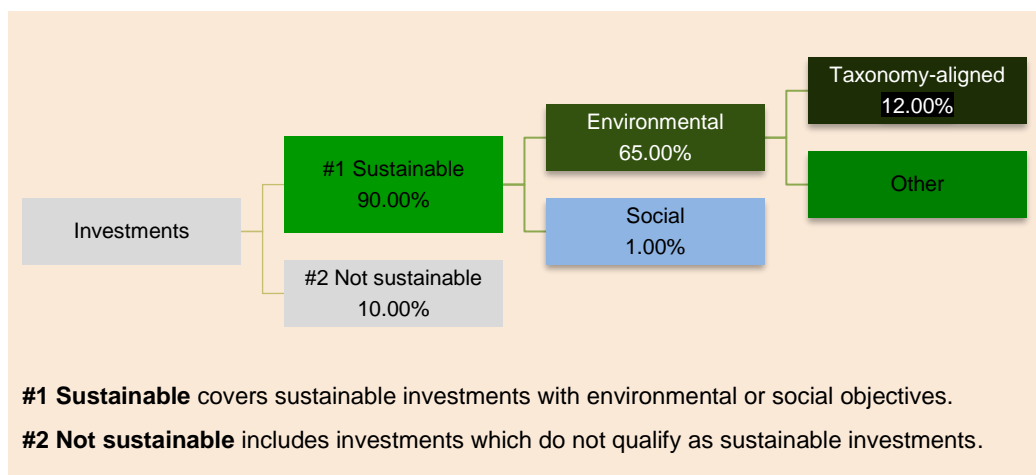 Investments
#1 Sustainable
90.00%
#2 Not sustainable
10.00%
Environmental
65.00%
Social
1.00%
Taxonomy-aligned
12.00%
Other
#1 Sustainable covers sustainable investments with environmental or social objectives.
#2 Not sustainable includes investments which do not qualify as sustainable investments.